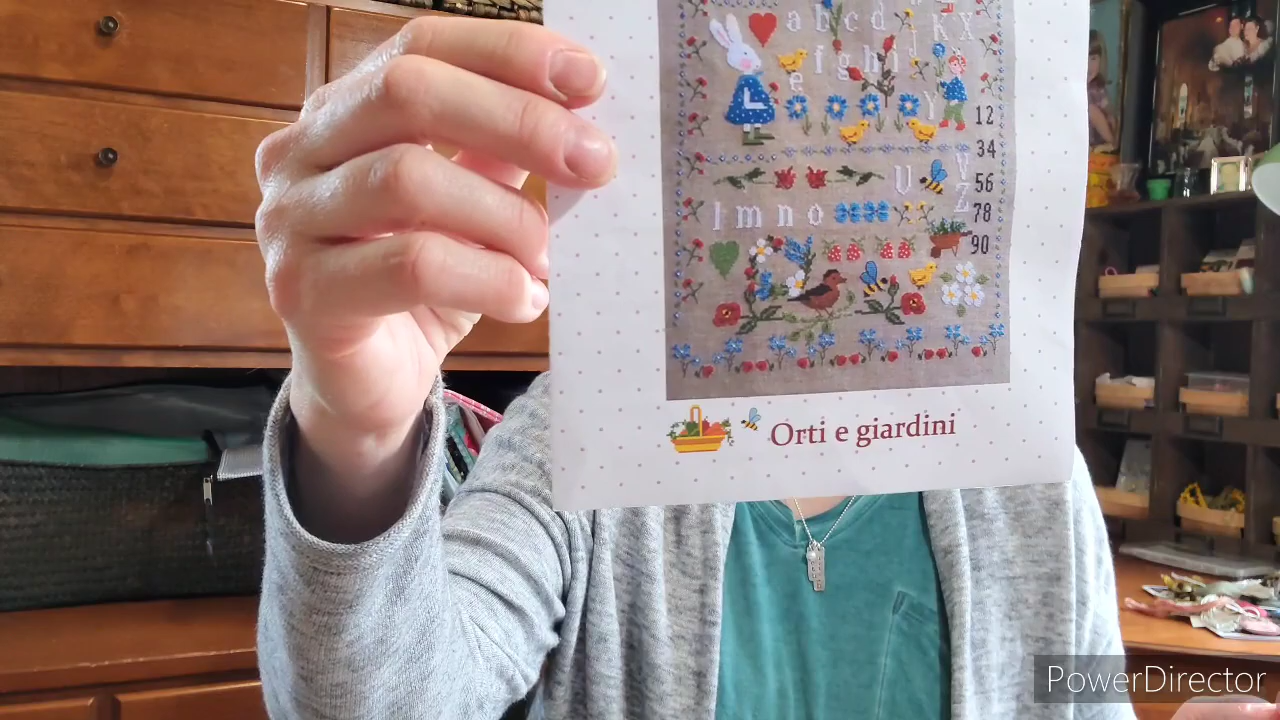 a b c d
K X
e f g h i
Y
12
34
U
V
56
Z
l m n o
78
90
Orti e giardini
PowerDirector